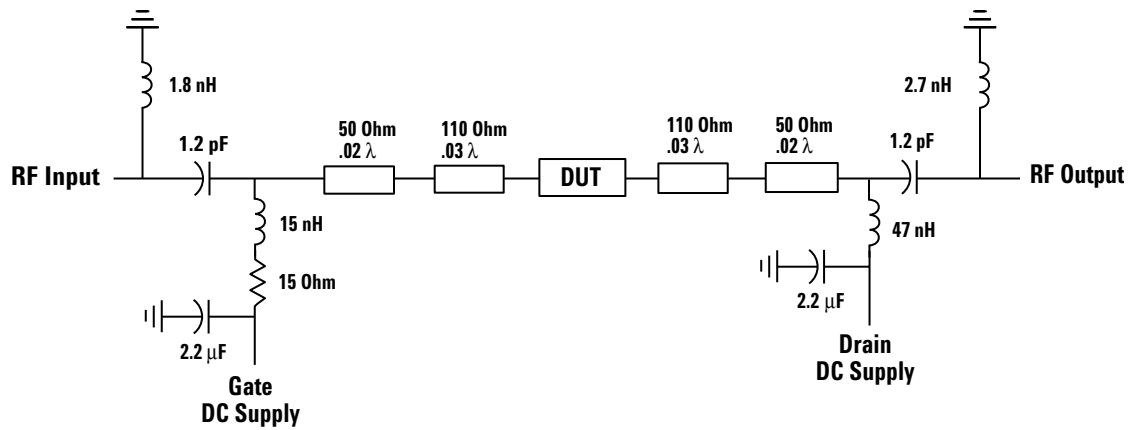 1.8 nH
2.7 nH
50 Ohm
.02 λ
110 Ohm
.03 λ
110 Ohm
.03 λ
50 Ohm
.02 λ
1.2 pF
1.2 pF
RF Input
DUT
RF Output
15 nH
47 nH
15 Ohm
2.2 µF
2.2 µF
Gate
DC Supply
Drain
DC Supply